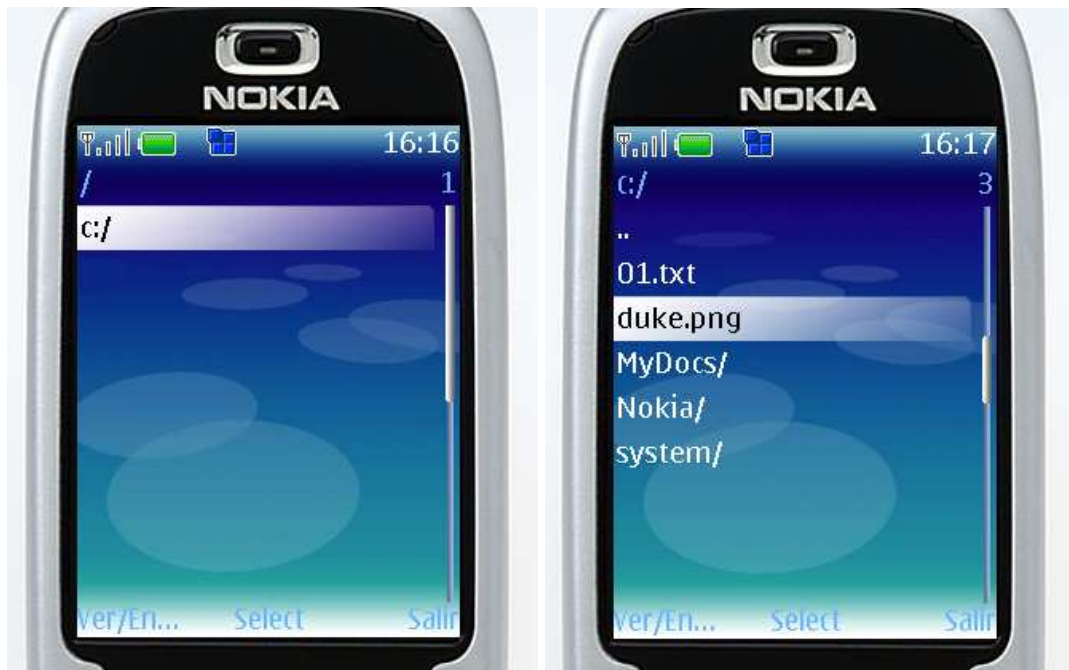 NOKIA
16:16
/ 1
c:/
Ver/En... Select Salir
NOKIA
16:17
c:/ 3
..
01.txt
duke.png
MyDocs/
Nokia/
system/
Ver/En... Select Salir